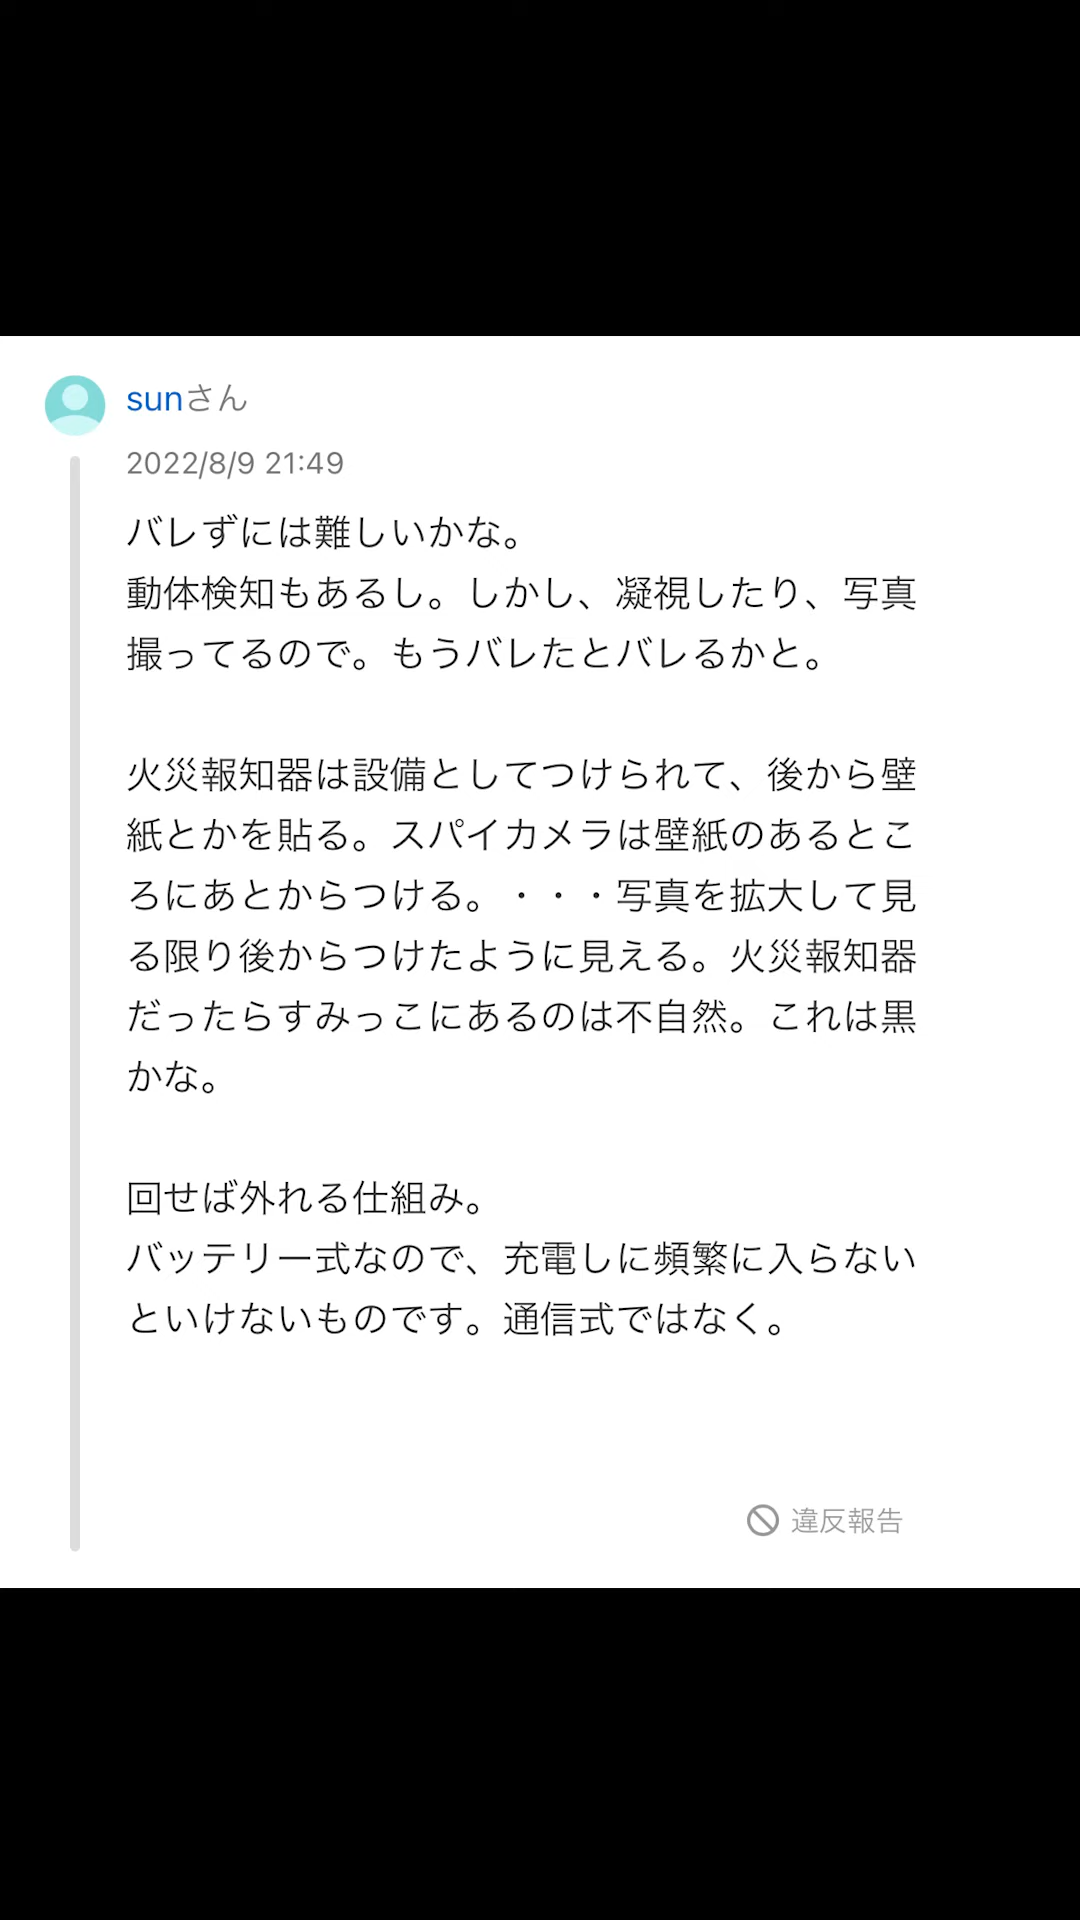 sunさん
2022/8/9 21:49
バレずには難しいかな。
動体検知もあるし。しかし、凝視したり、写真
撮ってるので。もうバレたとバレるかと。
火災報知器は設備としてつけられて、後から壁
紙とかを貼る。スパイカメラは壁紙のあるとこ
ろにあとからつける。・・・写真を拡大して見
る限り後からつけたように見える。火災報知器
だったらすみっこにあるのは不自然。これは黒
かな。
回せば外れる仕組み。
バッテリー式なので、充電しに頻繁に入らない
といけないものです。通信式ではなく。
違反報告